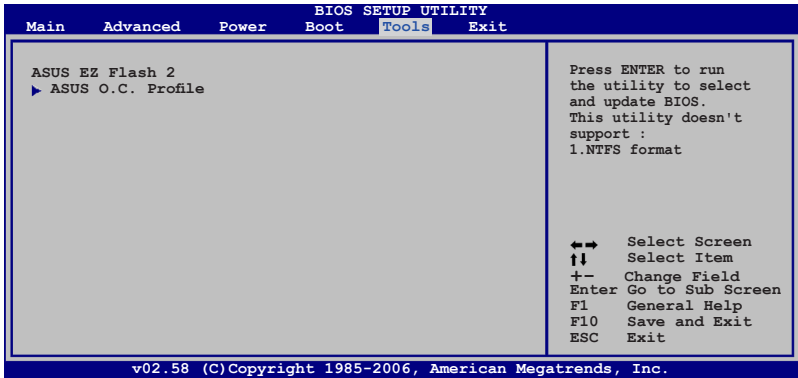 BIOS SETUP UTILITY
Main Advanced Power Boot Tools Exit
ASUS EZ Flash 2
ASUS O.C. Profile
Press ENTER to run
the utility to select
and update BIOS.
This utility doesn't
support :
1.NTFS format
Select Screen
Select Item
+- Change Field
Enter Go to Sub Screen
F1 General Help
F10 Save and Exit
ESC Exit
v02.58 (C)Copyright 1985-2006, American Megatrends, Inc.